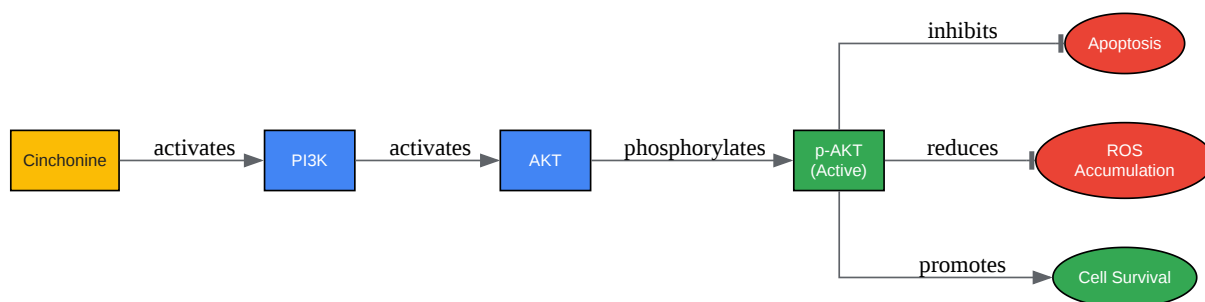 inhibits
Apoptosis
Cinchonine
activates
PI3K
activates
AKT
phosphorylates
p-AKT
(Active)
reduces
ROS
Accumulation
promotes
Cell Survival